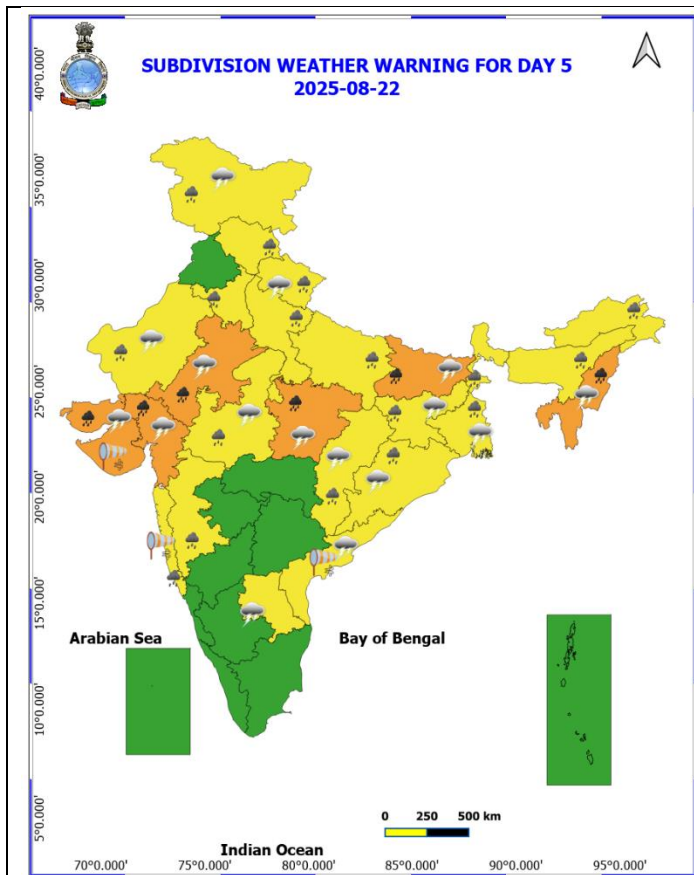 SUBDIVISION WEATHER WARNING FOR DAY 5
2025-08-22
40°0.000'
35°0.000'
30°0.000'
25°0.000'
20°0.000'
15°0.000'
10°0.000'
5°0.000'
Arabian Sea
Bay of Bengal
0 250 500 km
Indian Ocean
70°0.000' 75°0.000' 80°0.000' 85°0.000' 90°0.000' 95°0.000'